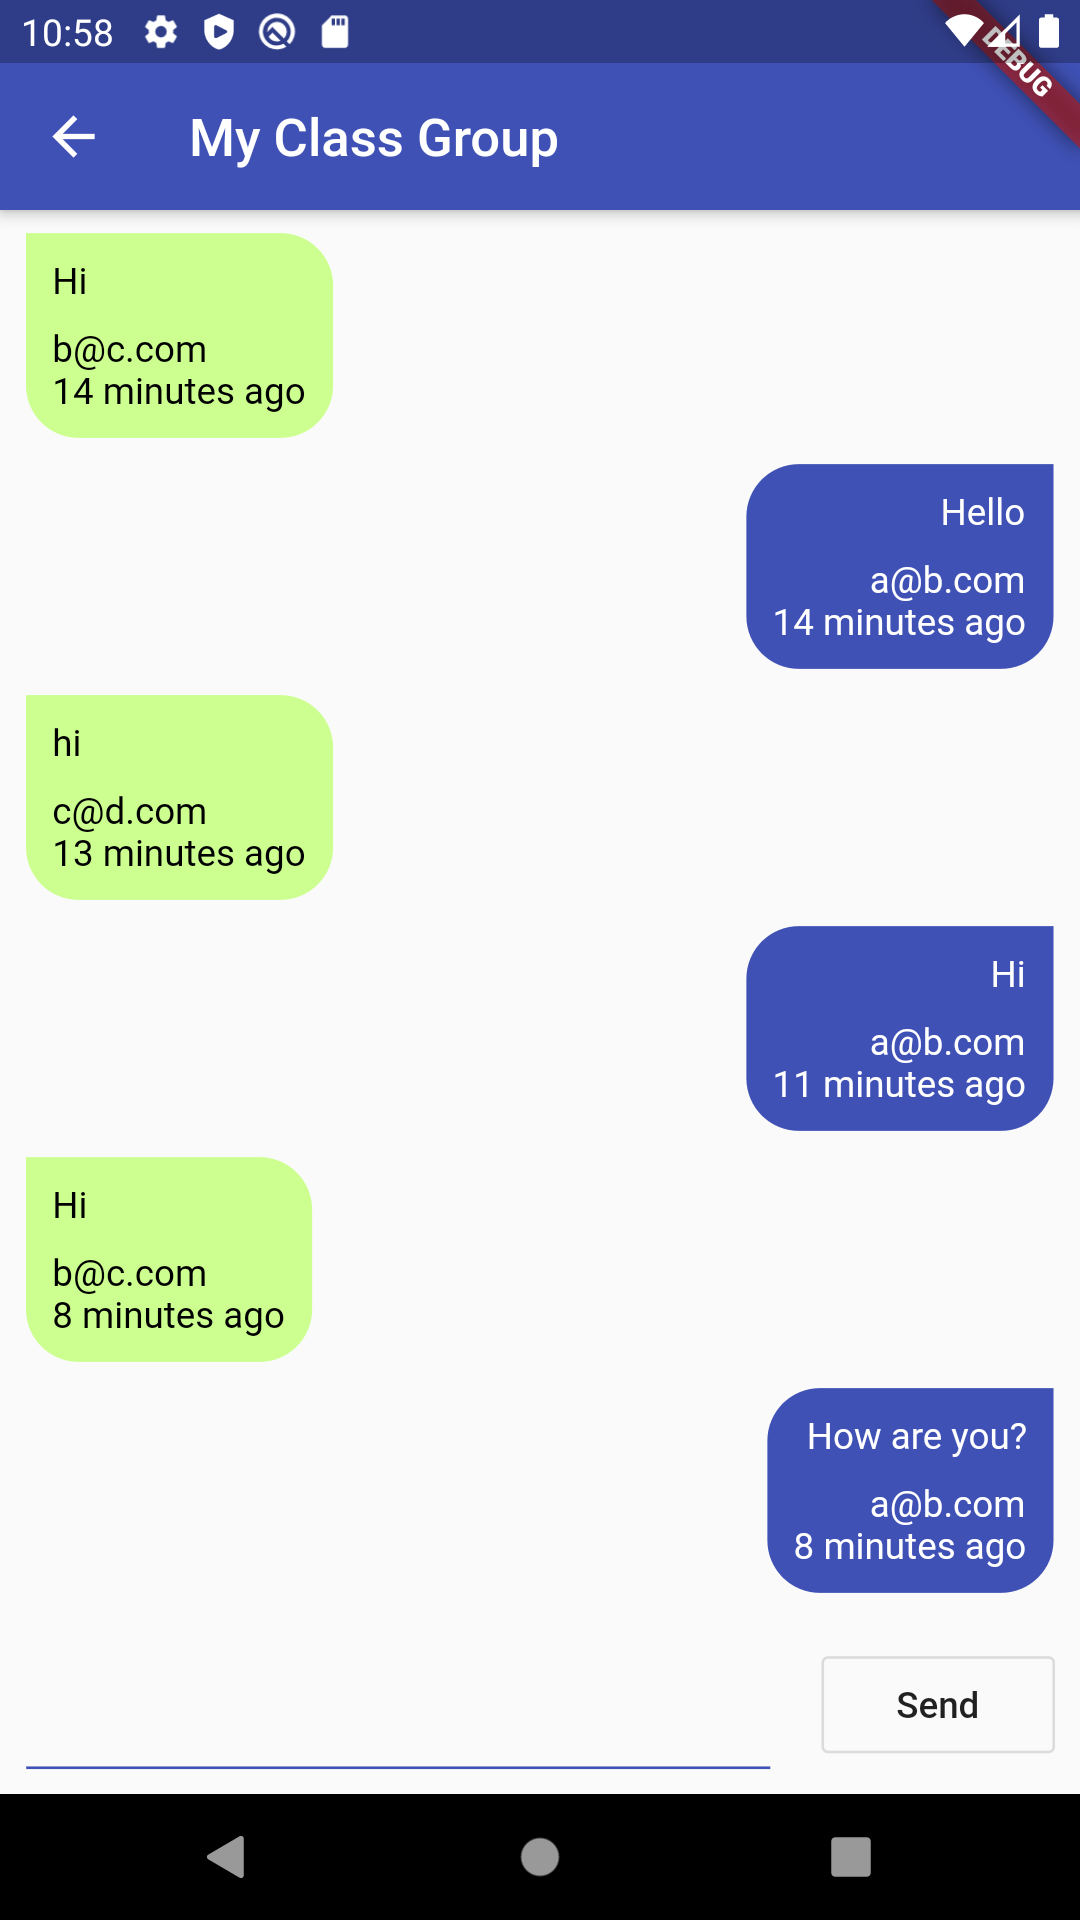 10:58
DEBUG
My Class Group
Hi
b@c.com
14 minutes ago
Hello
a@b.com
14 minutes ago
hi
c@d.com
13 minutes ago
Hi
a@b.com
11 minutes ago
Hi
b@c.com
8 minutes ago
How are you?
a@b.com
8 minutes ago
Send